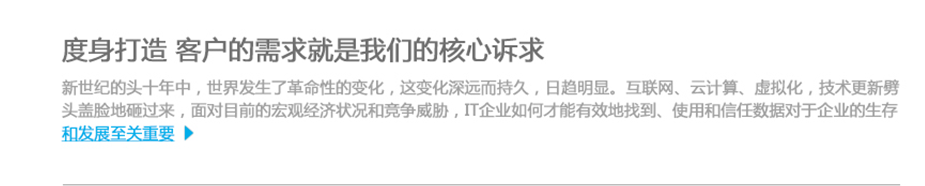 度身打造 客户的需求就是我们的核心诉求
新世纪的头十年中，世界发生了革命性的变化，这变化深远而持久，日趋明显。互联网、云计算、虚拟化，技术更新劈
头盖脸地砸过来，面对目前的宏观经济状况和竞争威胁，IT企业如何才能有效地找到、使用和信任数据对于企业的生存
和发展至关重要